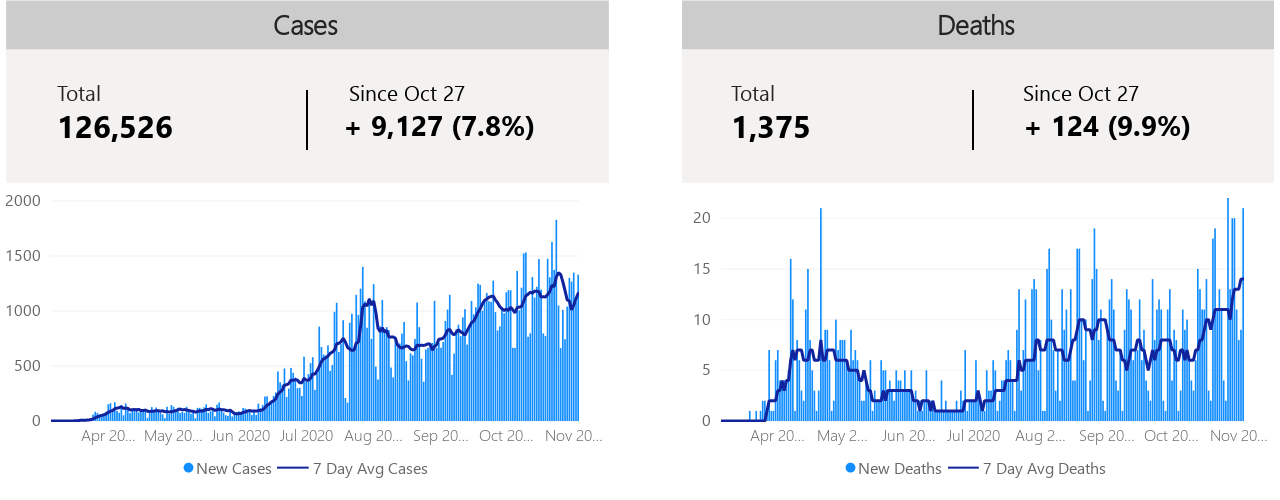 Cases
Total
126,526
Since Oct 27
+ 9,127 (7.8%)
2000
1500
1000
500
0
Apr 20... May 20... Jun 2020 Jul 2020 Aug 20... Sep 20... Oct 20... Nov 20...
New Cases 7 Day Avg Cases
Deaths
Total
1,375
Since Oct 27
+ 124 (9.9%)
20
15
10
5
0
Apr 20... May 20... Jun 20... Jul 2020 Aug 20... Sep 20... Oct 20... Nov 20...
New Deaths 7 Day Avg Deaths